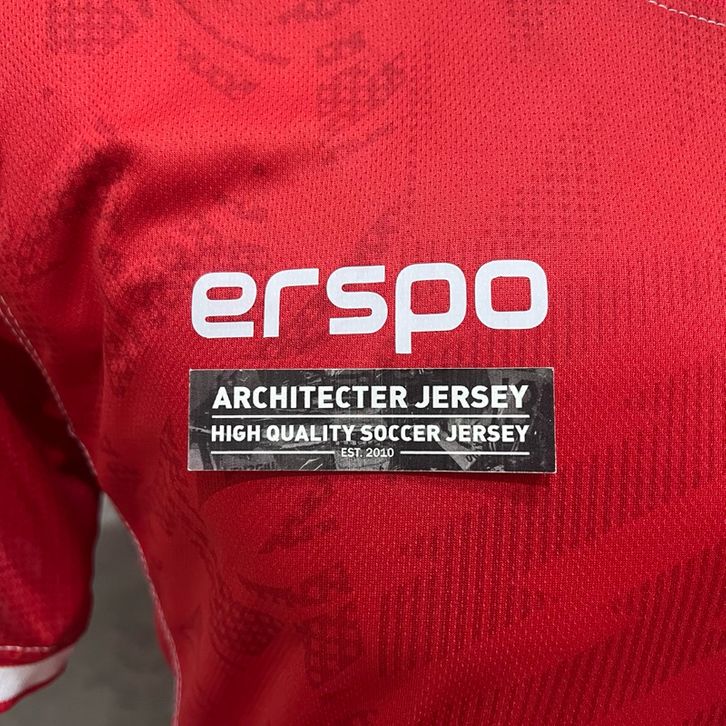 erspo
ARCHITECTER JERSEY
HIGH QUALITY SOCCER JERSEY
EST. 2010